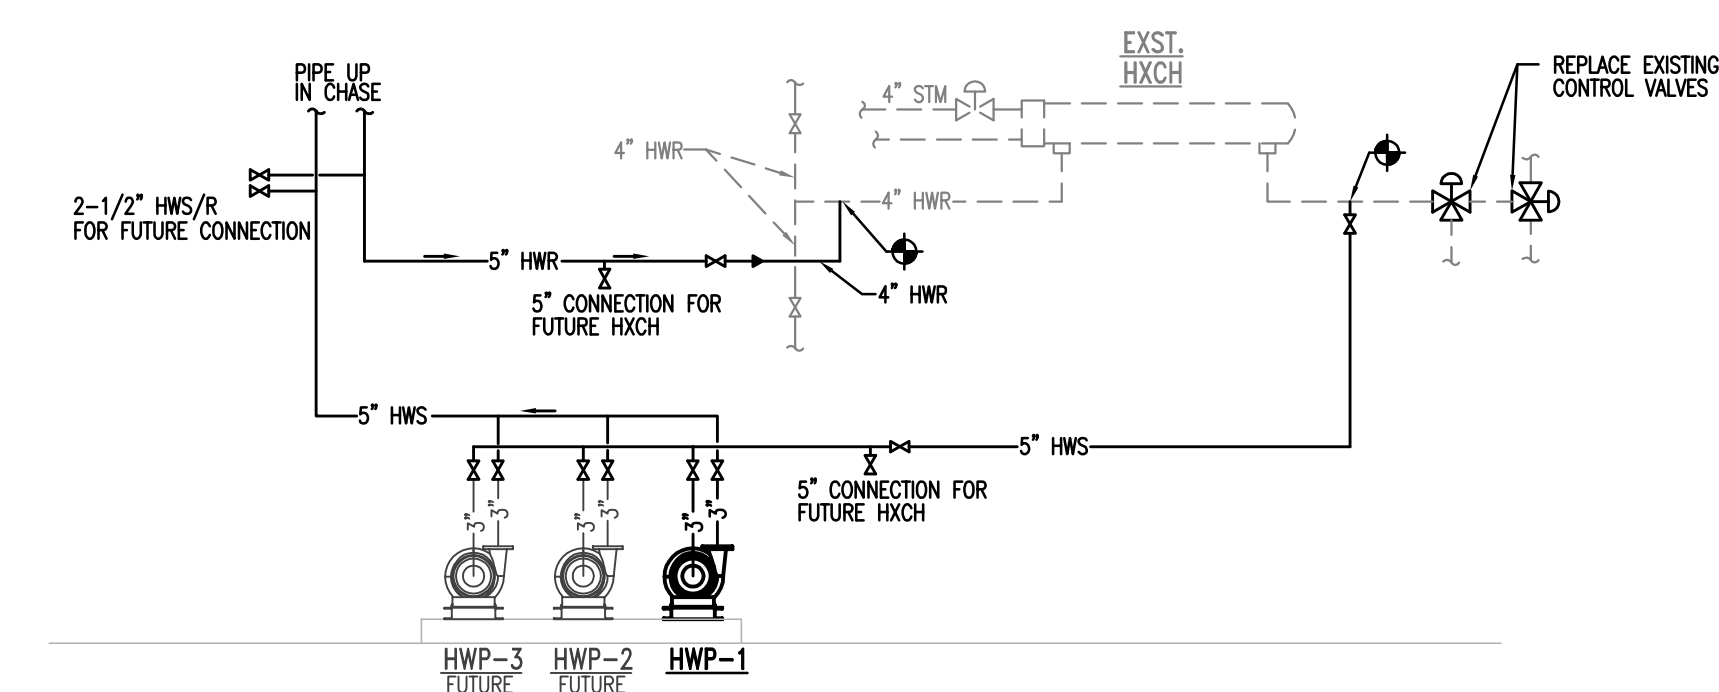 EXST.
HXCH
REPLACE EXISTING
CONTROL VALVES
PIPE UP
IN CHASE
4” STM
4” HWR
4” HWR
2-1/2” HWS/R
FOR FUTURE CONNECTION
5” HWR
4” HWR
5” CONNECTION FOR
FUTURE HXCH
5” HWS
5” HWS
5” CONNECTION FOR
FUTURE HXCH
3”
3”
3”
3”
3”
3”
HWP-3
FUTURE
HWP-2
FUTURE
HWP-1